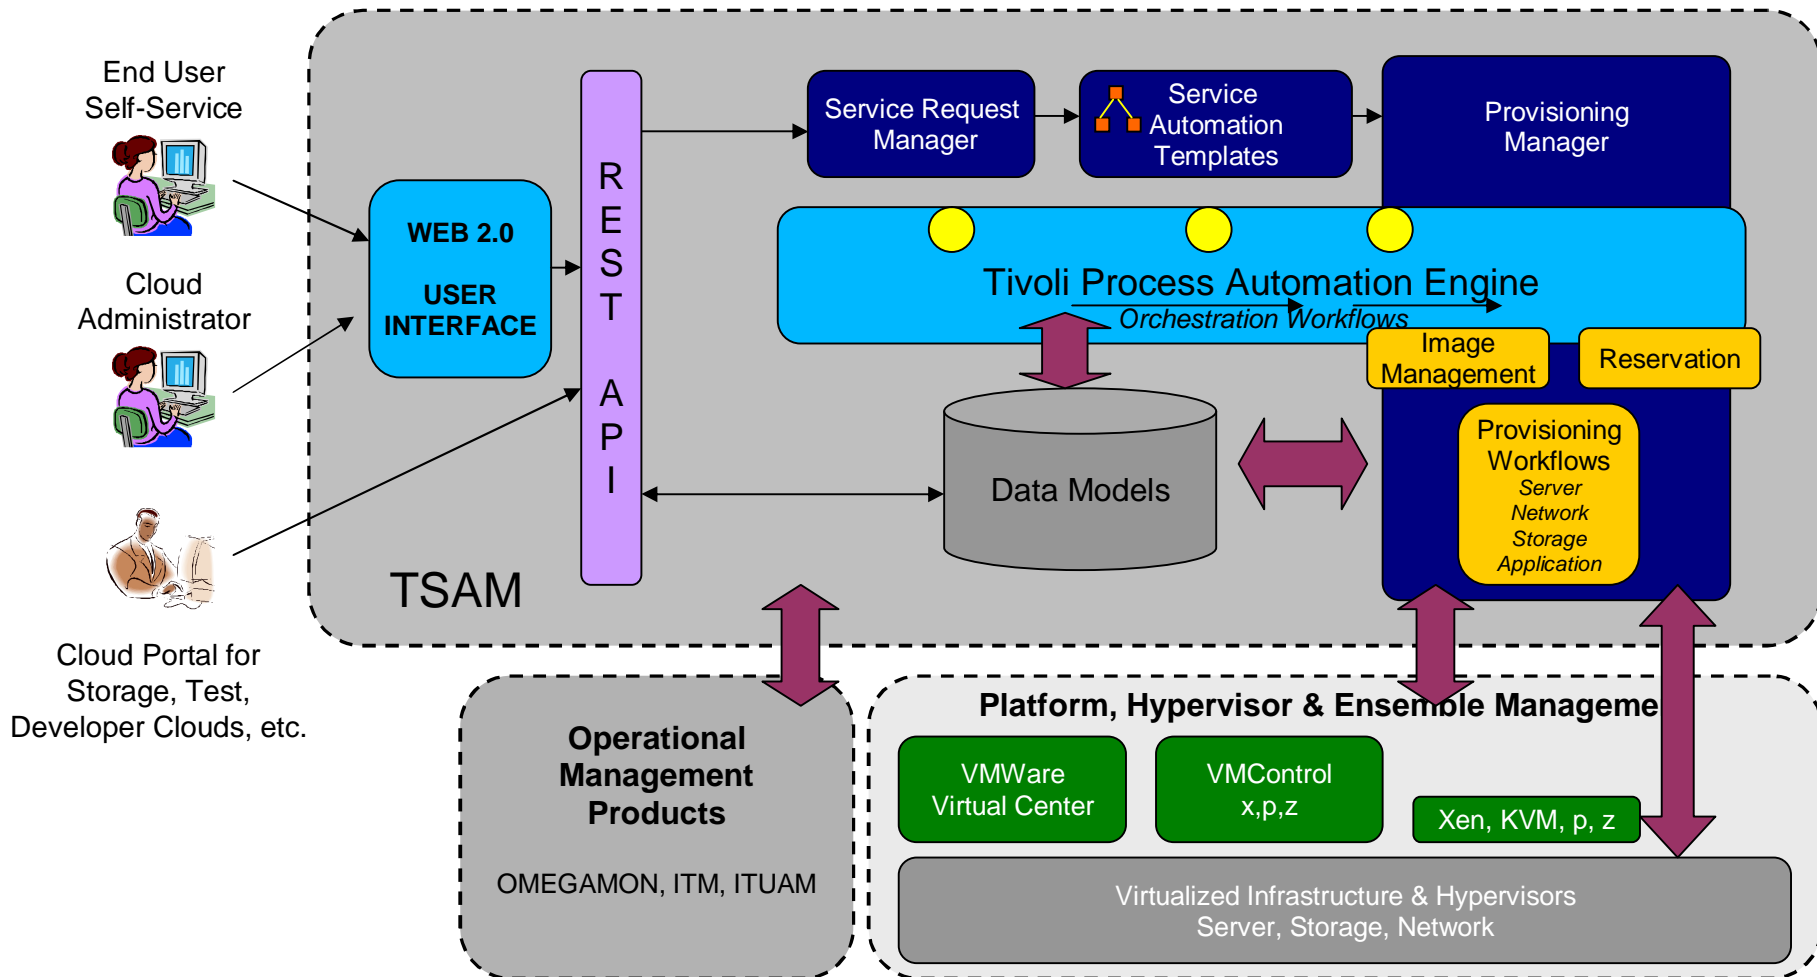 End User
Self-Service
Cloud
Administrator
Cloud Portal for
Storage, Test,
Developer Clouds, etc.
WEB 2.0
USER
INTERFACE
REST API
TSAM
Service Request
Manager
Service
Automation
Templates
Provisioning
Manager
Tivoli Process Automation Engine
Orchestration Workflows
Image
Management
Reservation
Data Models
Provisioning
Workflows
Server
Network
Storage
Application
Operational
Management
Products
OMEGAMON, ITM, ITUAM
Platform, Hypervisor & Ensemble Manageme
VMWare
Virtual Center
VMControl
x,p,z
Xen, KVM, p, z
Virtualized Infrastructure & Hypervisors
Server, Storage, Network